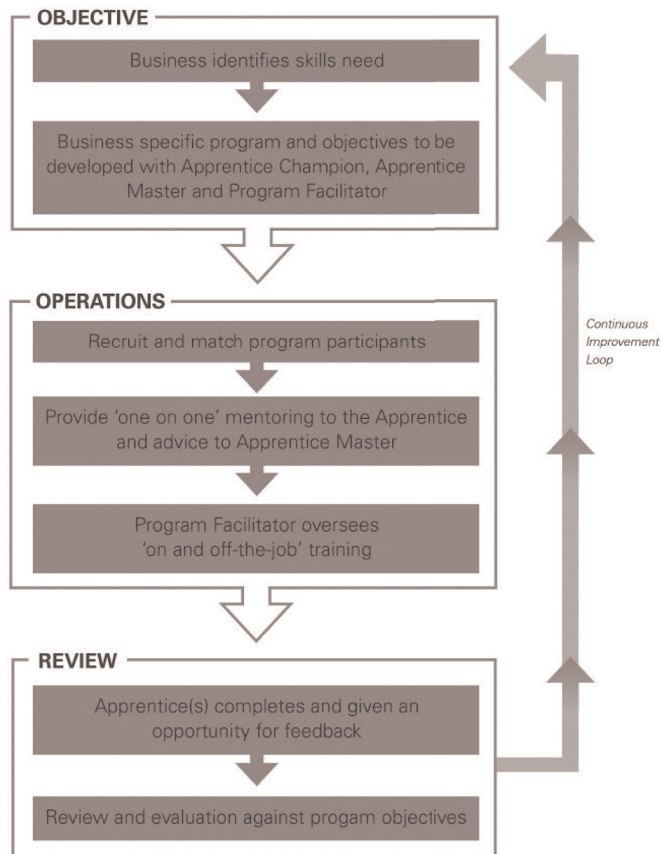 OBJECTIVE
Business identifies skills need
Business specific program and objectives to be
developed with Apprentice Champion, Apprentice
Master and Program Facilitator
OPERATIONS
Recruit and match program participants
Provide ‘one on one’ mentoring to the Apprentice
and advice to Apprentice Master
Program Facilitator oversees
‘on and off-the-job’ training
Continuous
Improvement
Loop
REVIEW
Apprentice(s) completes and given an
opportunity for feedback
Review and evaluation against progam objectives